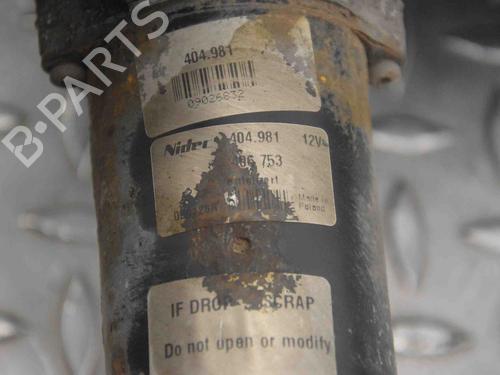 B-PARTS
404.981
09026832
Nidec 404.981 12V
753
Made in
Poland
IF DROP SCRAP
Do not open or modify